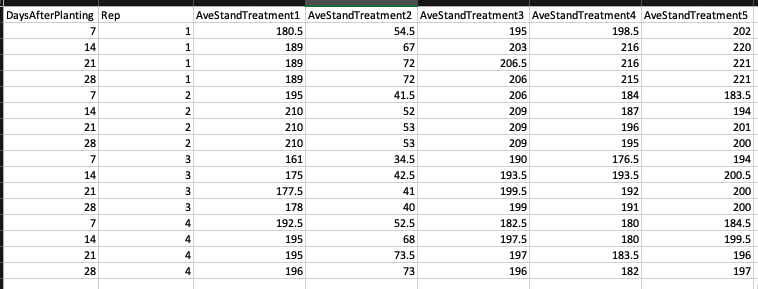 DaysAfterPlanting Rep AveStandTreatment1 AveStandTreatment2 AveStandTreatment3 AveStandTreatment4 AveStandTreatment5
7 1 180.5 54.5 195 198.5 202
14 1 189 67 203 216 220
21 1 189 72 206.5 216 221
28 1 189 72 206 215 221
7 2 195 41.5 206 184 183.5
14 2 210 52 209 187 194
21 2 210 53 209 196 201
28 2 210 53 209 195 200
7 3 161 34.5 190 176.5 194
14 3 175 42.5 193.5 193.5 200.5
21 3 177.5 41 199.5 192 200
28 3 178 40 199 191 200
7 4 192.5 52.5 182.5 180 184.5
14 4 195 68 197.5 180 199.5
21 4 195 73.5 197 183.5 196
28 4 196 73 196 182 197